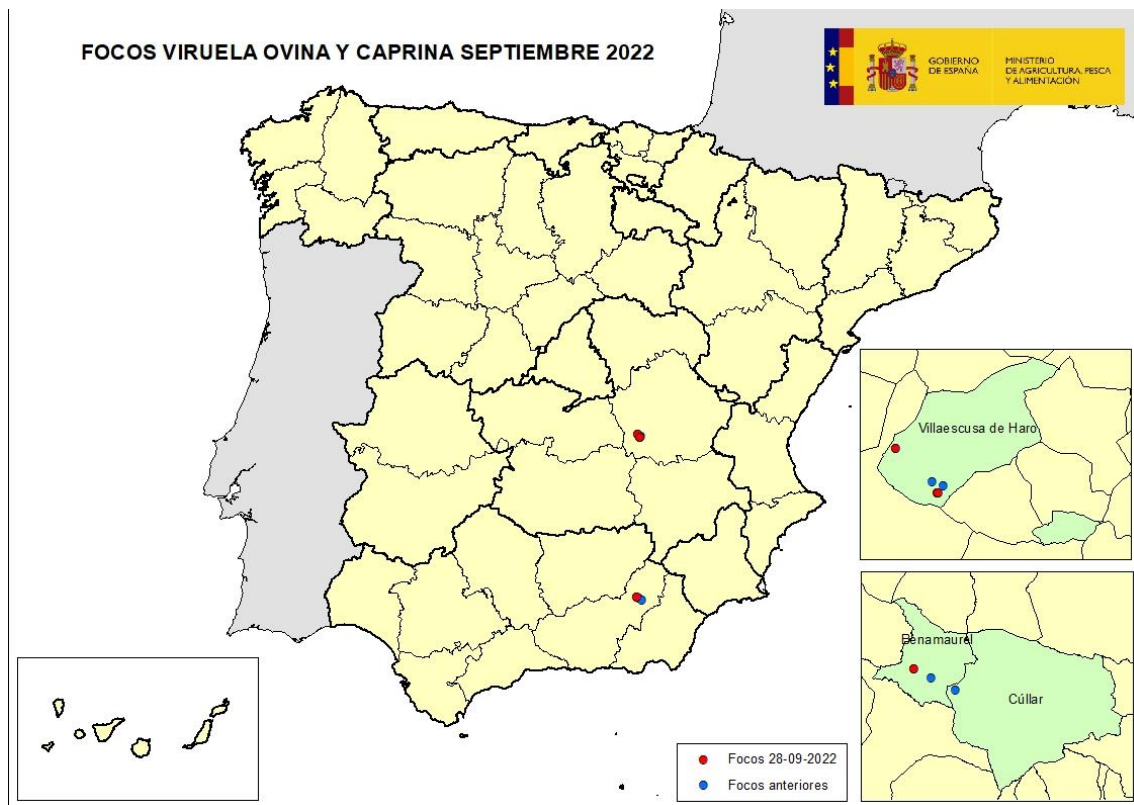 FOCOS VIRUELA OVINA Y CAPRINA SEPTIEMBRE 2022
GOBIERNO
DE ESPAÑA
MINISTERIO
DE AGRICULTURA, PESCA
Y ALIMENTACIÓN
Villaescusa de Haro
Benamaurel
Cúllar
Focos 28-09-2022
Focos anteriores